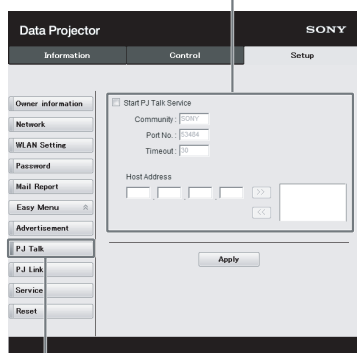 Data Projector
SONY
Information
Control
Setup
Owner information
Network
WLAN Setting
Password
Mail Report
Easy Menu
Advertisement
PJ Talk
PJ Link
Service
Reset
Start PJ Talk Service
Community : SONY
Port No. : 53484
Timeout : 30
Host Address
. . .
>>
<<
Apply